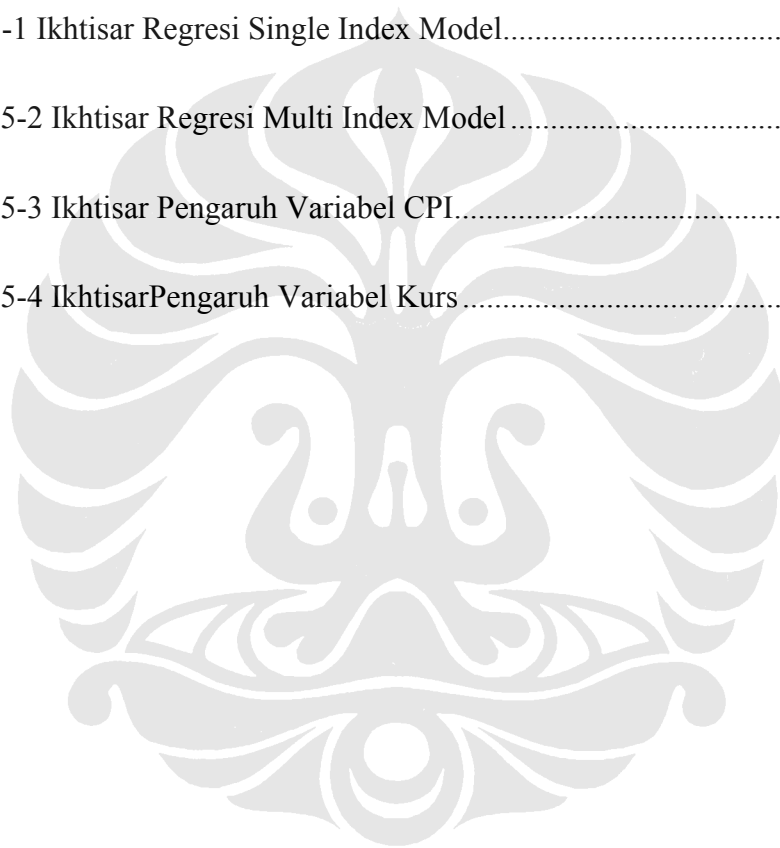 -1 Ikhtisar Regresi Single Index Model...................................
5-2 Ikhtisar Regresi Multi Index Model ..................................
5-3 Ikhtisar Pengaruh Variabel CPI.........................................
5-4 IkhtisarPengaruh Variabel Kurs ........................................